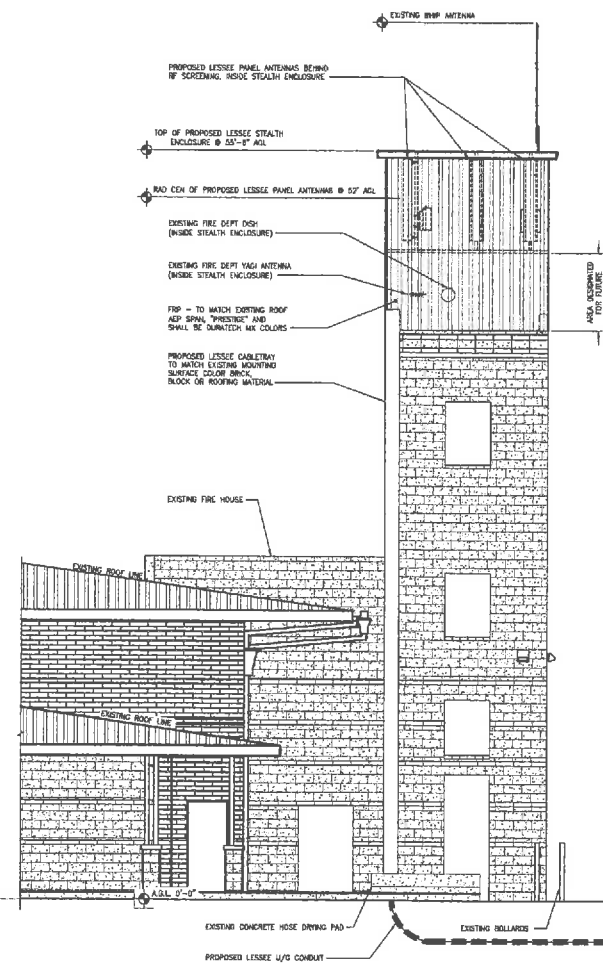 EXISTING WHIP ANTENNA
PROPOSED LESSEE PANEL ANTENNAS BEHIND
RF SCREENING, INSIDE STEALTH ENCLOSURE
TOP OF PROPOSED LESSEE STEALTH
ENCLOSURE @ 55'-8" AGL
RAD CEN OF PROPOSED LESSEE PANEL ANTENNAS @ 52' AGL
EXISTING FIRE DEPT DISH
(INSIDE STEALTH ENCLOSURE)
EXISTING FIRE DEPT YAGI ANTENNA
(INSIDE STEALTH ENCLOSURE)
AREA DESIGNATED
FOR FUTURE
FRP - TO MATCH EXISTING ROOF
AEP SPAN, "PRESTIGE" AND
SHALL BE DURATECH MX COLORS
PROPOSED LESSEE CABLETRAY
TO MATCH EXISTING MOUNTING
SURFACE COLOR BRICK,
BLOCK OR ROOFING MATERIAL
EXISTING FIRE HOUSE
EXISTING ROOF LINE
EXISTING ROOF LINE
A.G.L. 0'-0"
EXISTING CONCRETE HOSE DRYING PAD
EXISTING BOLLARDS
PROPOSED LESSEE U/G CONDUIT